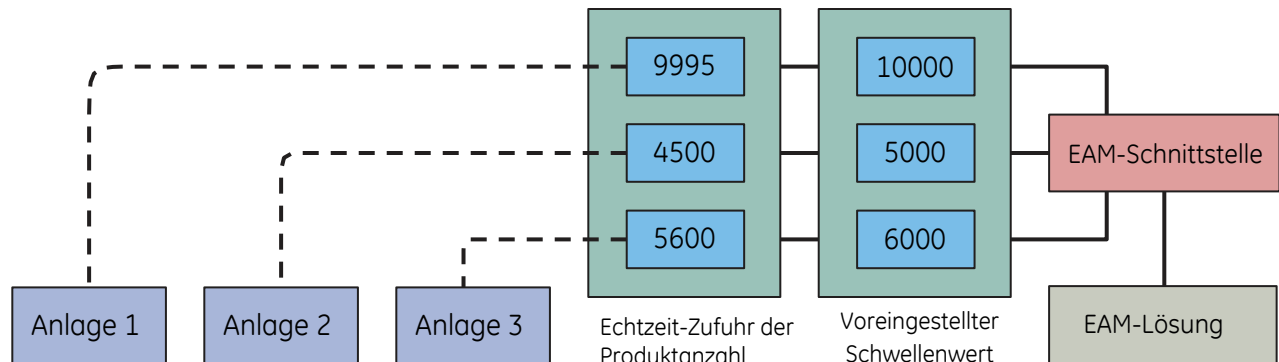 9995
10000
4500
5000
EAM-Schnittstelle
5600
6000
Anlage 1
Anlage 2
Anlage 3
Echtzeit-Zufuhr der
Produktanzahl
Voreingestellter
Schwellenwert
EAM-Lösung